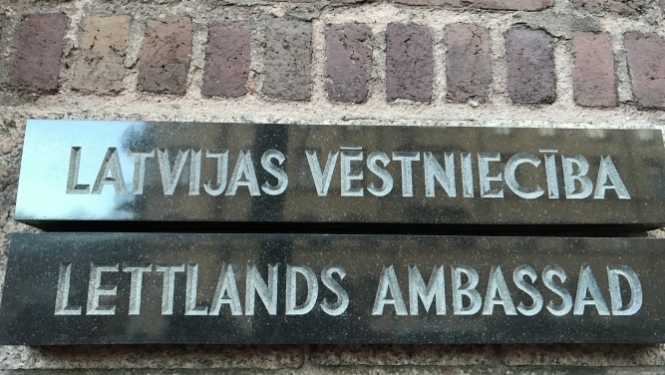 LATVIJAS VĒSTNIECĪBA
LETTLANDS AMBASSAD